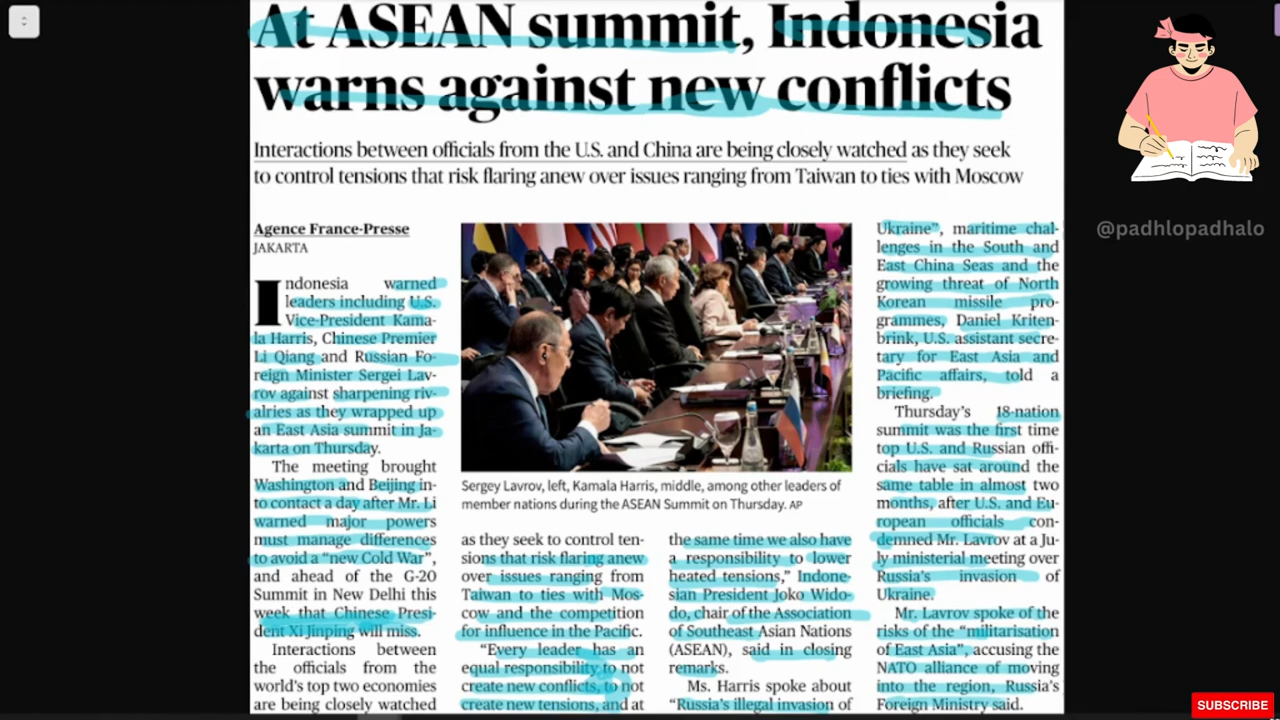 At ASEAN summit, Indonesia
warns against new conflicts
Interactions between officials from the U.S. and China are being closely watched as they seek
to control tensions that risk flaring anew over issues ranging from Taiwan to ties with Moscow
Agence France-Presse
JAKARTA
Indonesia warned
leaders including U.S.
Vice-President Kama-
la Harris, Chinese Premier
Li Qiang and Russian Fo-
reign Minister Sergei Lav-
rov against sharpening riv-
alries as they wrapped up
an East Asia summit in Ja-
karta on Thursday.
The meeting brought
Washington and Beijing in-
to contact a day after Mr. Li
warned major powers
must manage differences
to avoid a “new Cold War”,
and ahead of the G-20
Summit in New Delhi this
week that Chinese Presi-
dent Xi Jinping will miss.
Interactions between
the officials from the
world's top two economies
are being closely watched
Sergey Lavrov, left, Kamala Harris, middle, among other leaders of
member nations during the ASEAN Summit on Thursday. AP
as they seek to control ten-
sions that risk flaring anew
over issues ranging from
Taiwan to ties with Mos-
cow and the competition
for influence in the Pacific.
“Every leader has an
equal responsibility to not
create new conflicts, to not
create new tensions, and at
the same time we also have
a responsibility to lower
heated tensions,” Indone-
sian President Joko Wido-
do, chair of the Association
of Southeast Asian Nations
(ASEAN), said in closing
remarks.
Ms. Harris spoke about
“Russia's illegal invasion of
Ukraine”, maritime chal-
lenges in the South and
East China Seas and the
growing threat of North
Korean missile pro-
grammes, Daniel Kriten-
brink, U.S. assistant secre-
tary for East Asia and
Pacific affairs, told a
briefing.
Thursday's 18-nation
summit was the first time
top U.S. and Russian offi-
cials have sat around the
same table in almost two
months, after U.S. and Eu-
ropean officials con-
demned Mr. Lavrov at a Ju-
ly ministerial meeting over
Russia's invasion of
Ukraine.
Mr. Lavrov spoke of the
risks of the “militarisation
of East Asia”, accusing the
NATO alliance of moving
into the region, Russia's
Foreign Ministry said.
@padhlopadhalo
SUBSCRIBE